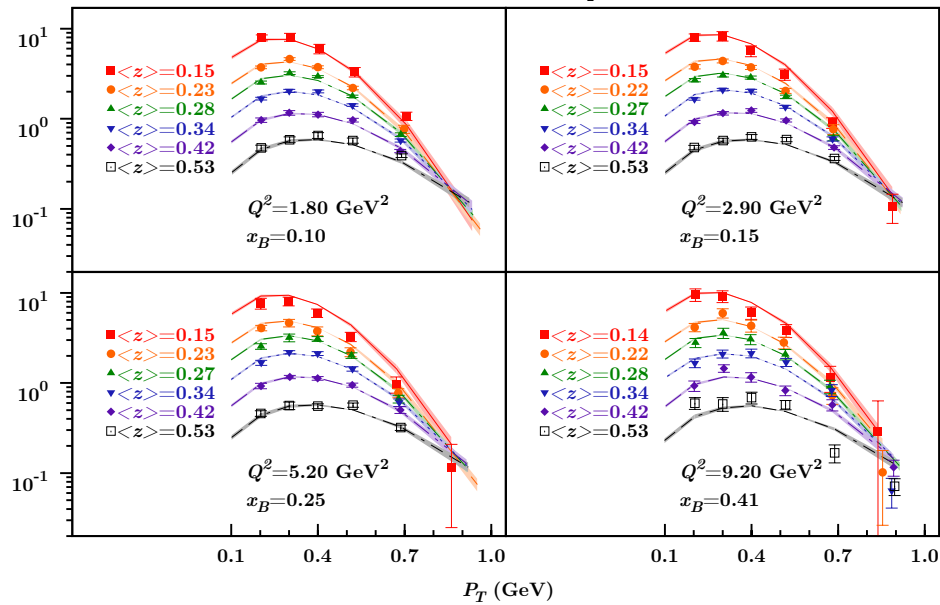 10^1
10^0
10^-1
<z>=0.15
<z>=0.23
<z>=0.28
<z>=0.34
<z>=0.42
<z>=0.53
Q^2=1.80 GeV^2
x_B=0.10
<z>=0.15
<z>=0.22
<z>=0.27
<z>=0.34
<z>=0.42
<z>=0.53
Q^2=2.90 GeV^2
x_B=0.15
10^1
10^0
10^-1
<z>=0.15
<z>=0.23
<z>=0.27
<z>=0.34
<z>=0.42
<z>=0.53
Q^2=5.20 GeV^2
x_B=0.25
<z>=0.14
<z>=0.22
<z>=0.28
<z>=0.34
<z>=0.42
<z>=0.53
Q^2=9.20 GeV^2
x_B=0.41
0.1 0.2 0.4 0.7 1.0 0.1 0.2 0.4 0.7 1.0
P_T (GeV)